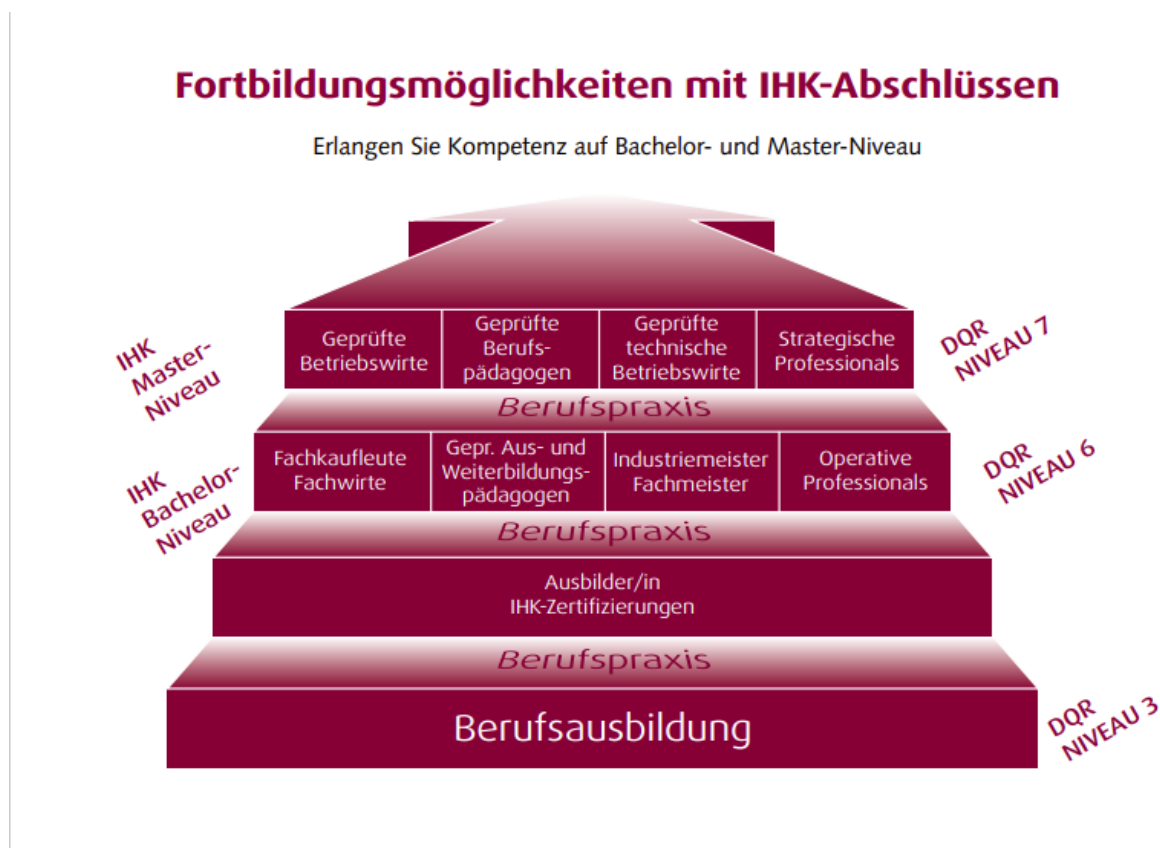 Fortbildungsmöglichkeiten mit IHK-Abschlüssen
Erlangen Sie Kompetenz auf Bachelor- und Master-Niveau
IHK
Master-
Niveau
Geprüfte
Betriebswirte
Geprüfte
Berufs-
pädagogen
Geprüfte
technische
Betriebswirte
Strategische
Professionals
DQR
NIVEAU 7
Berufspraxis
IHK
Bachelor-
Niveau
Fachkaufleute
Fachwirte
Gepr. Aus- und
Weiterbildungs-
pädagogen
Industriemeister
Fachmeister
Operative
Professionals
DQR
NIVEAU 6
Berufspraxis
Ausbilder/in
IHK-Zertifizierungen
Berufspraxis
Berufsausbildung
DQR
NIVEAU 3